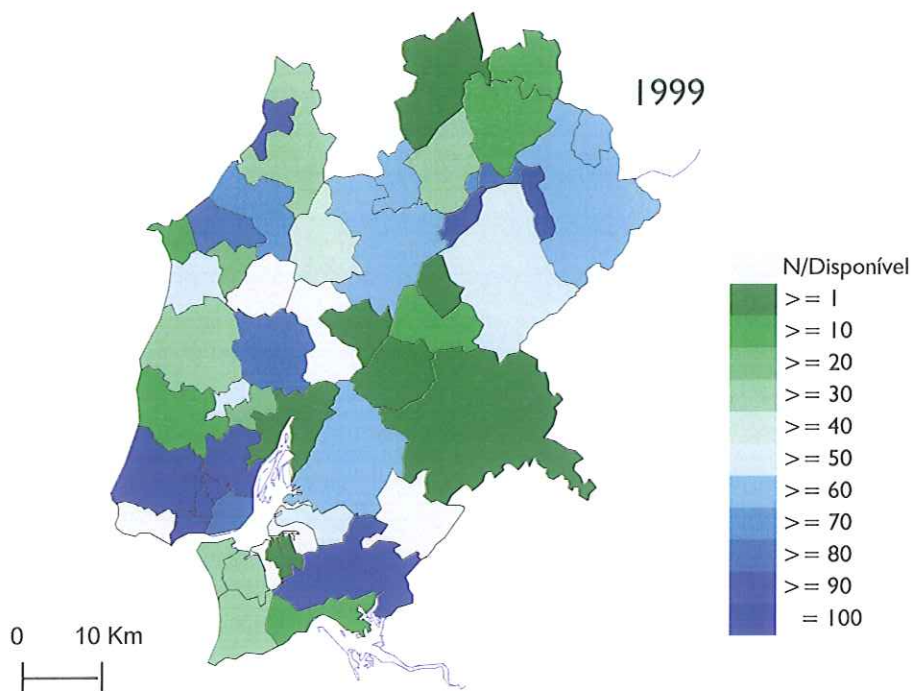 1999
N/Disponível
> = 1
> = 10
> = 20
> = 30
> = 40
> = 50
> = 60
> = 70
> = 80
> = 90
= 100
0 10 Km